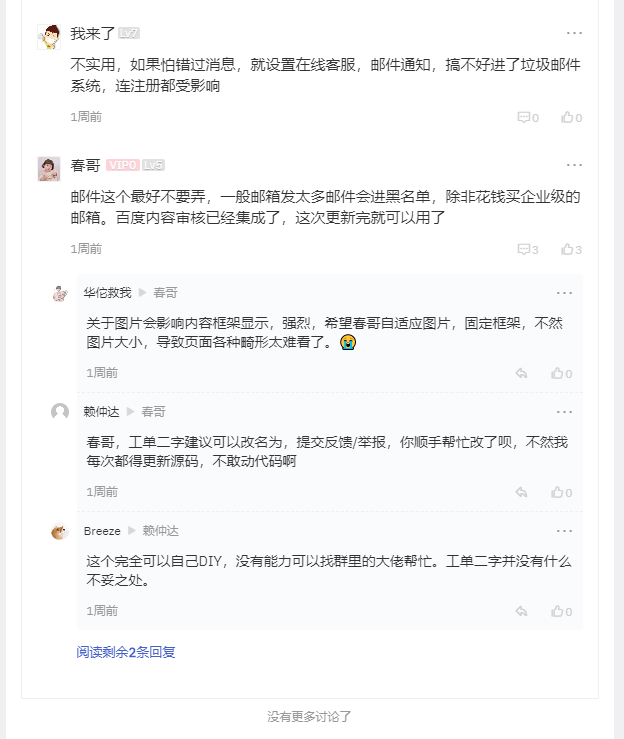 我来了 Lv7
不实用，如果怕错过消息，就设置在线客服，邮件通知，搞不好进了垃圾邮件
系统，连注册都受影响
1周前 0 0
春哥 VIP0 Lv5
邮件这个最好不要弄，一般邮箱发太多邮件会进黑名单，除非花钱买企业级的
邮箱。百度内容审核已经集成了，这次更新完就可以用了
1周前 3 3
华佗救我 春哥
关于图片会影响内容框架显示，强烈，希望春哥自适应图片，固定框架，不然
图片大小，导致页面各种畸形太难看了。😭
1周前 0
赖仲达 春哥
春哥，工单二字建议可以改名为，提交反馈/举报，你顺手帮忙改了呗，不然我
每次都得更新源码，不敢动代码啊
1周前 0
Breeze 赖仲达
这个完全可以自己DIY，没有能力可以找群里的大佬帮忙。工单二字并没有什么
不妥之处。
1周前 0
阅读剩余2条回复
没有更多讨论了